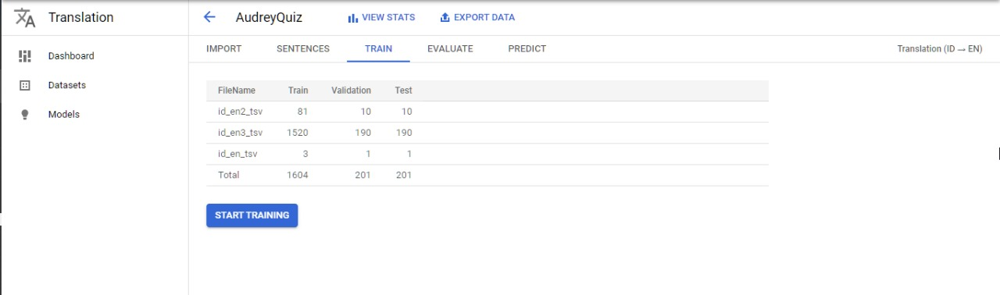 Translation
AudreyQuiz
VIEW STATS
EXPORT DATA
Dashboard
Datasets
Models
IMPORT SENTENCES TRAIN EVALUATE PREDICT
Translation (ID → EN)
FileName Train Validation Test
id_en2_tsv 81 10 10
id_en3_tsv 1520 190 190
id_en_tsv 3 1 1
Total 1604 201 201
START TRAINING